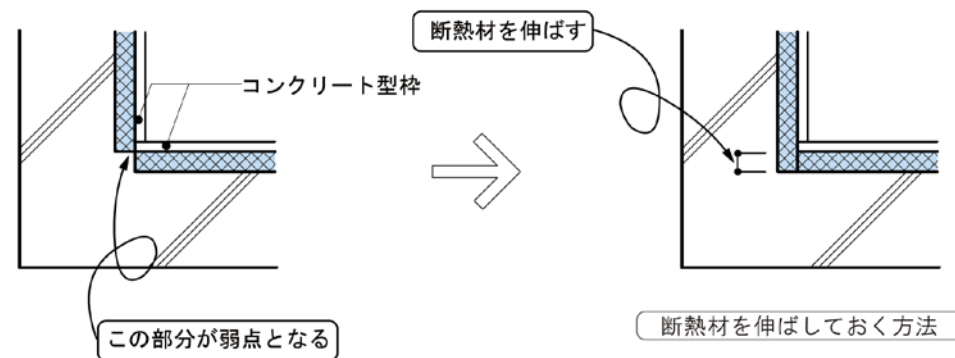 断熱材を伸ばす
コンクリート型枠
この部分が弱点となる
断熱材を伸ばしておく方法